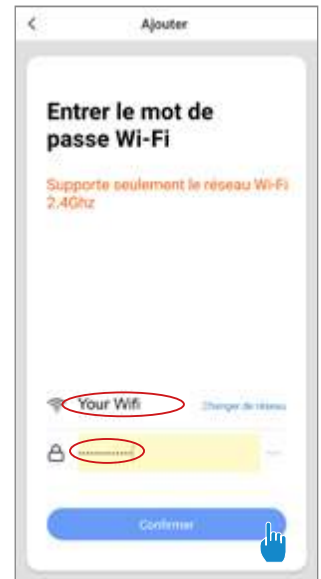 Ajouter
Entrer le mot de
passe Wi-Fi
Supporte seulement le réseau Wi-Fi
2.4Ghz
Your Wifi
Changer de réseau
Confirmer